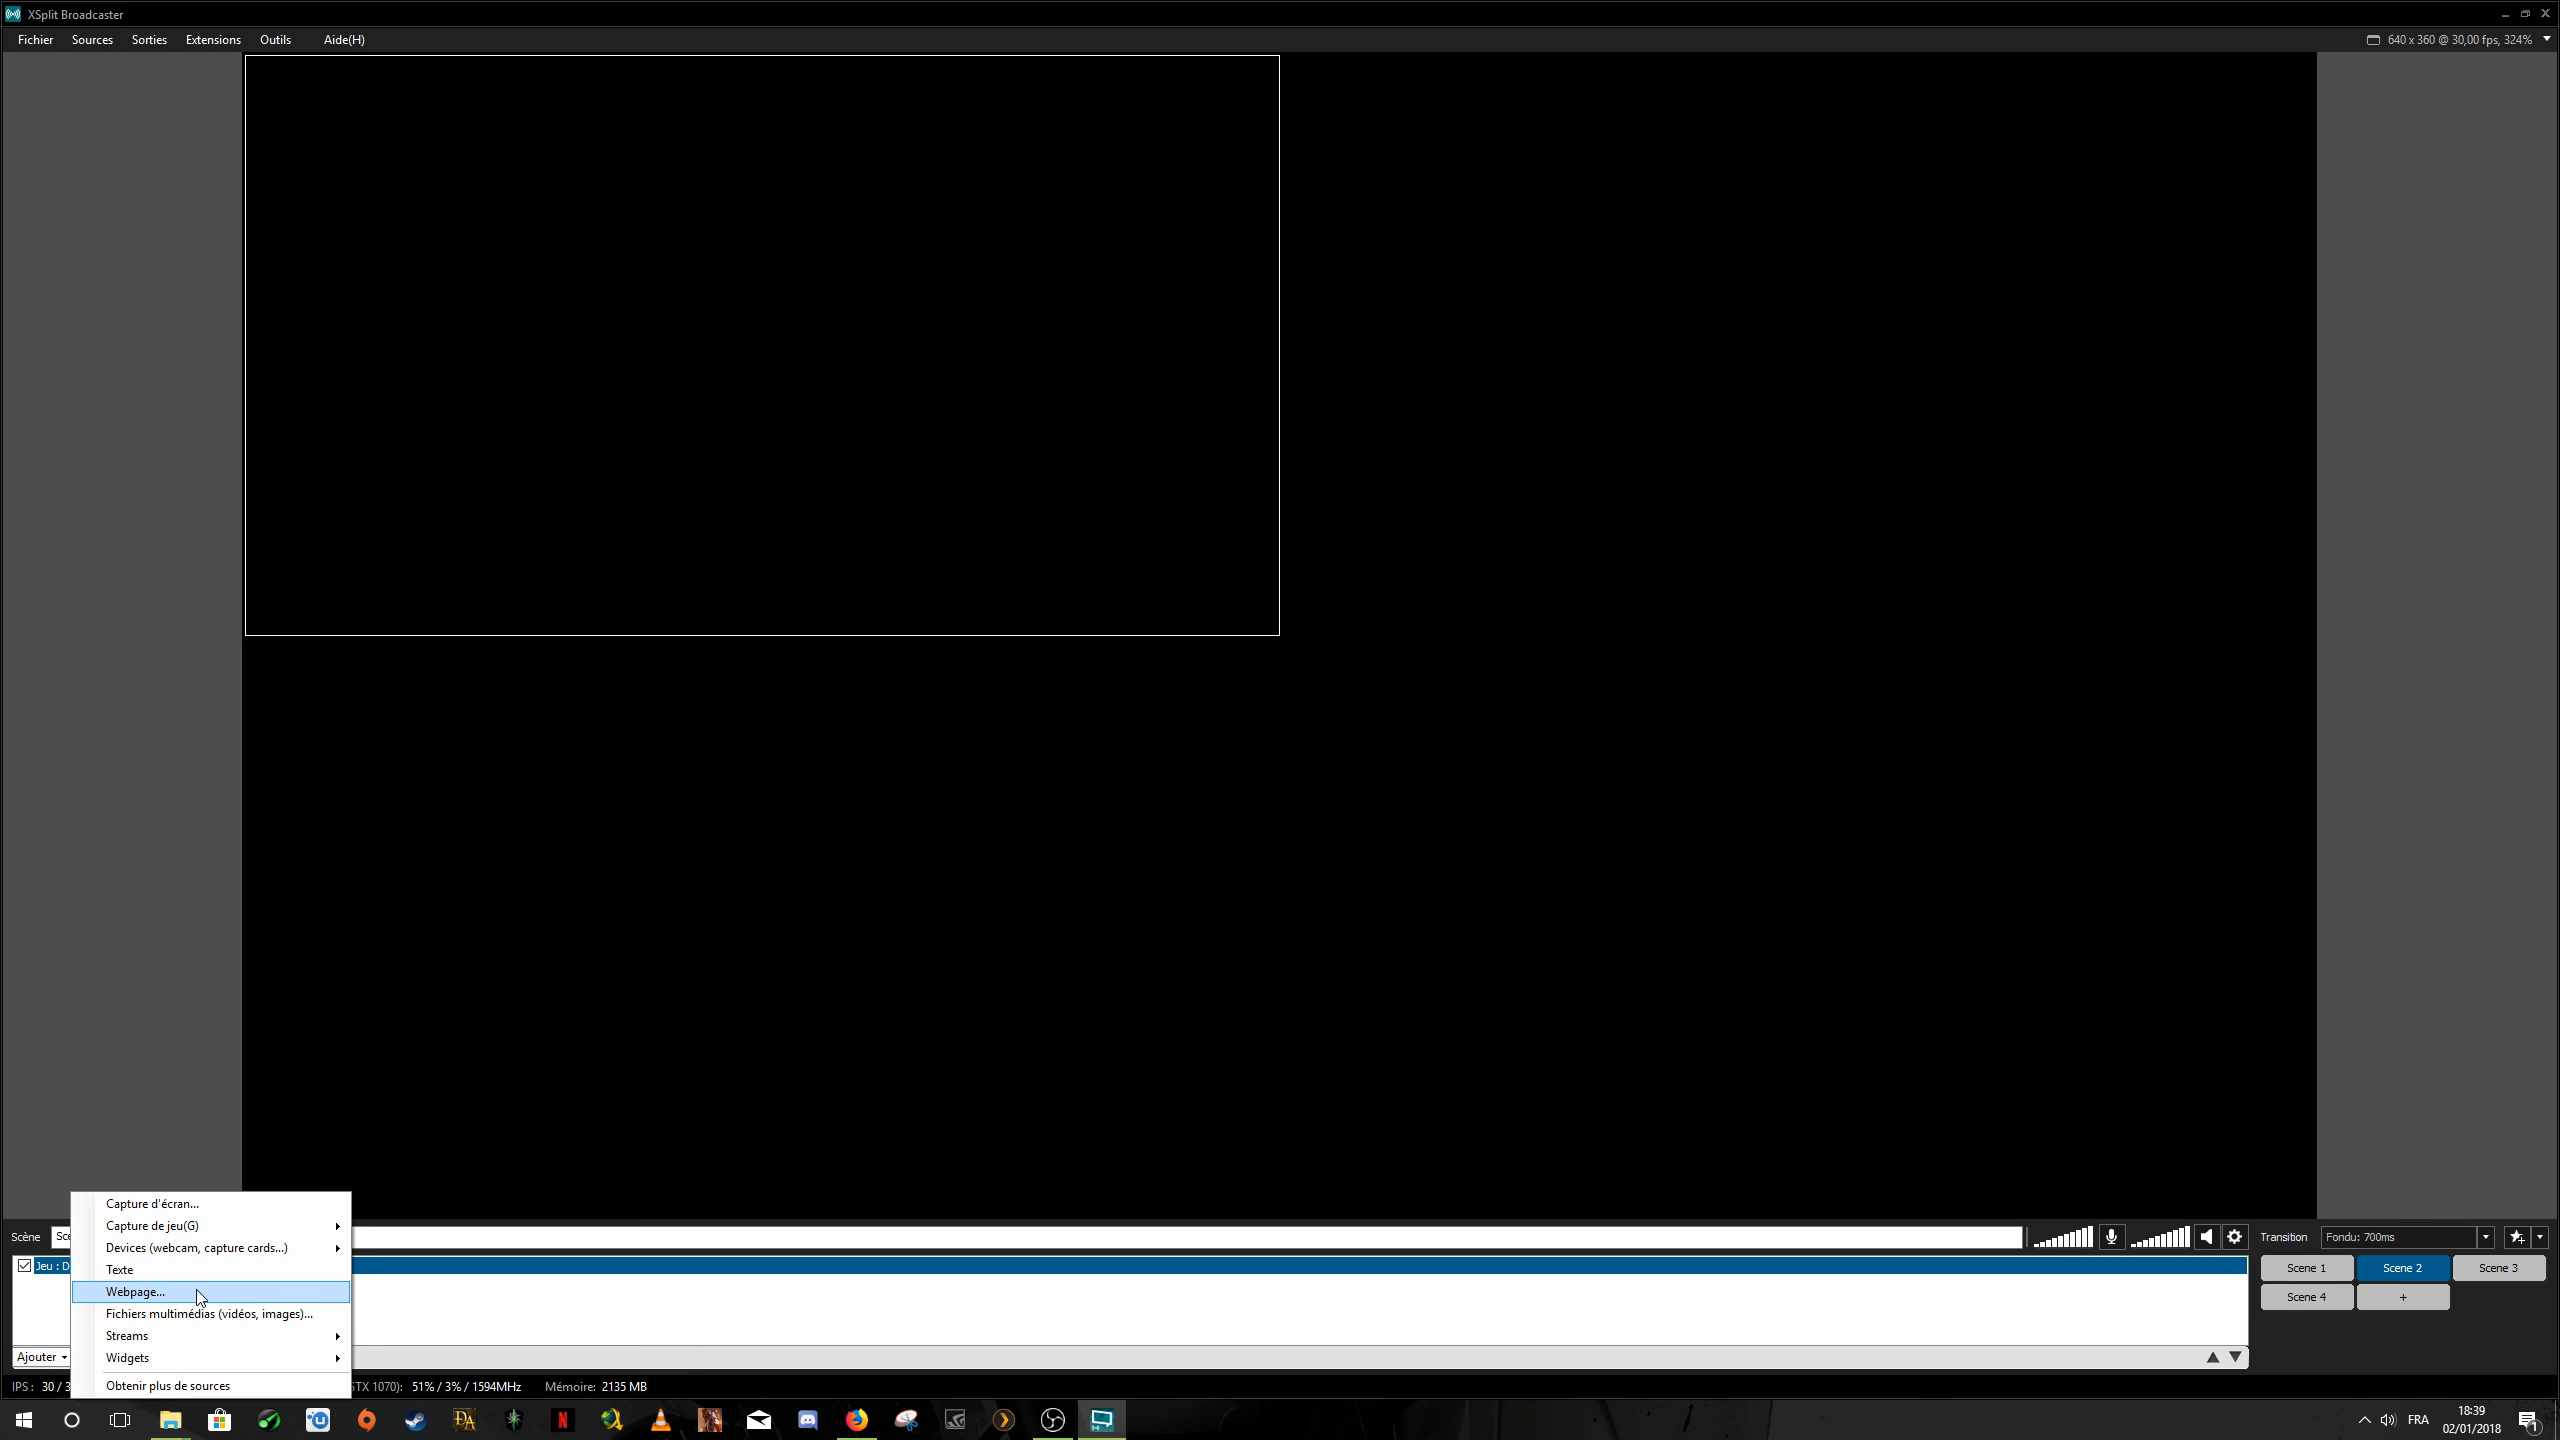 XSplit Broadcaster
Fichier Sources Sorties Extensions Outils Aide(H)
640 x 360 @ 30,00 fps, 324%
Capture d'écran...
Capture de jeu(G)
Devices (webcam, capture cards...)
Texte
Webpage...
Fichiers multimédias (vidéos, images)...
Streams
Widgets
Obtenir plus de sources
Scène
Jeu : D
Ajouter
Transition Fondu: 700ms
Scene 1 Scene 2 Scene 3
Scene 4 +
IPS : 30 / 3 TX 1070): 51% / 3% / 1594MHz Mémoire: 2135 MB
FRA
18:39
02/01/2018
1